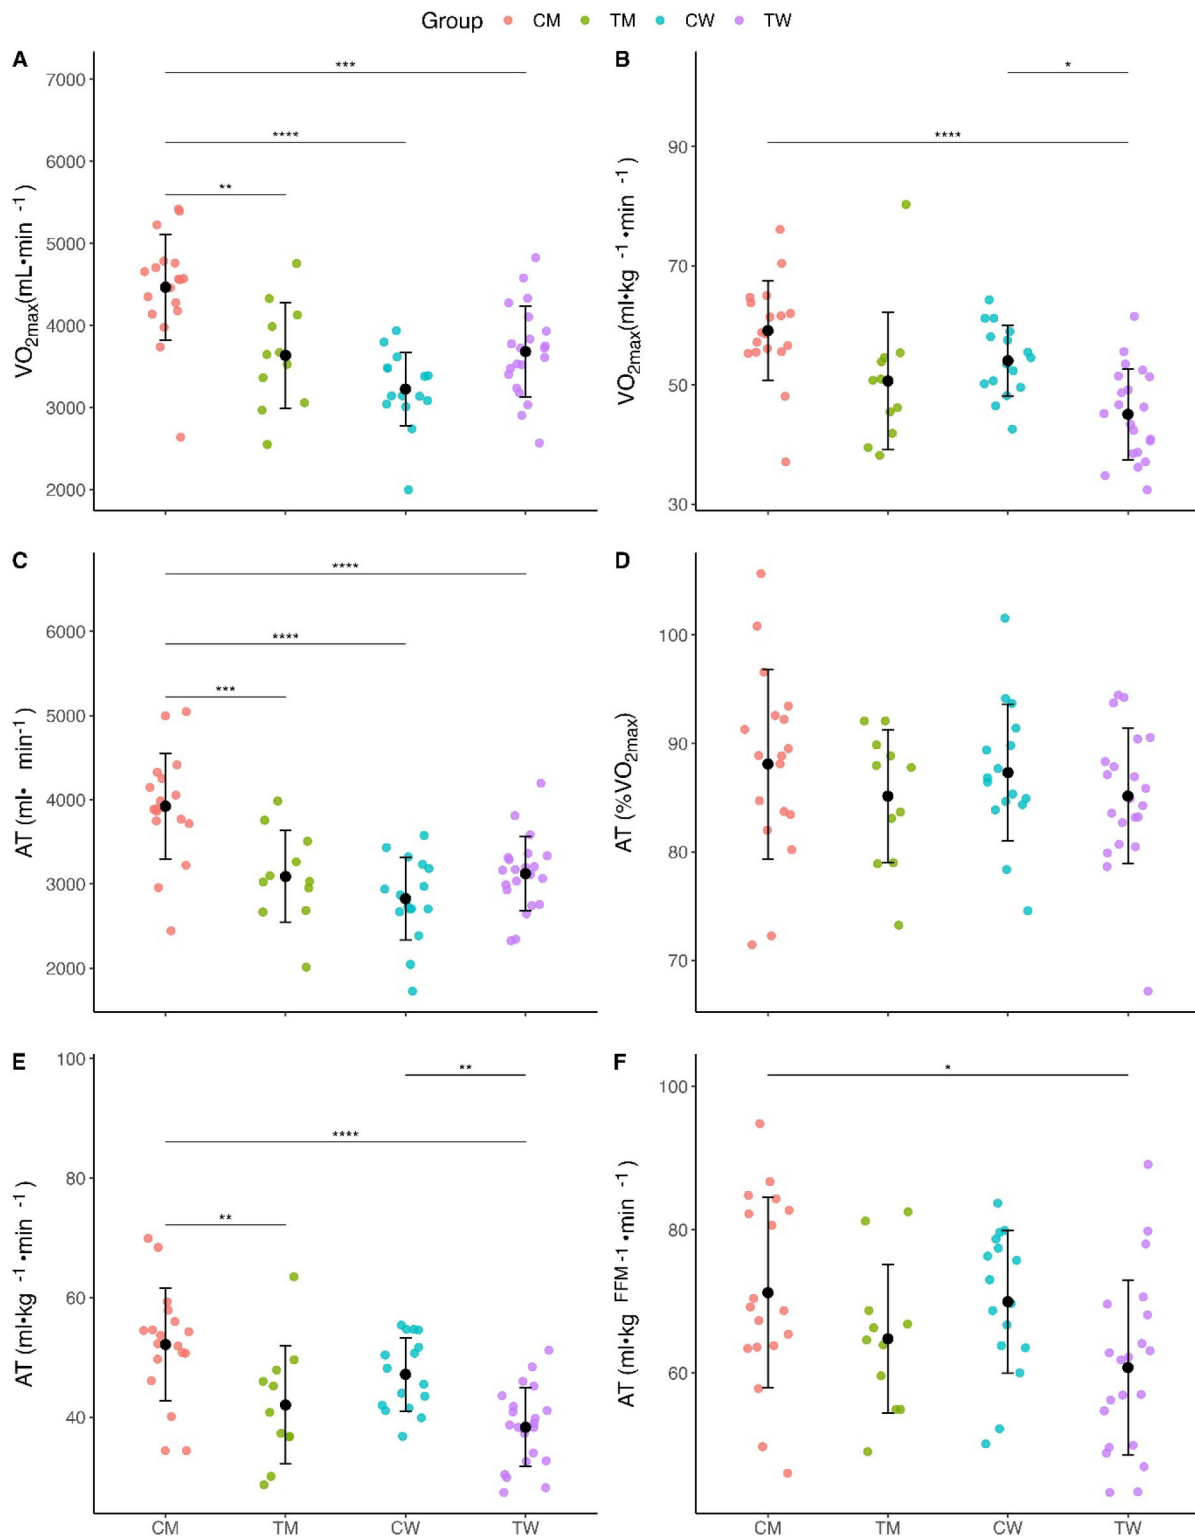 Group CM TM CW TW
A
VO2max(mL•min -1 )
7000
6000
5000
4000
3000
2000
***
****
**
B
VO2max(ml•kg -1 •min -1 )
90
70
50
30
*
****
C
AT (ml• min-1)
6000
5000
4000
3000
2000
****
****
***
D
AT (%VO2max)
100
90
80
70
E
AT (ml•kg -1 •min -1 )
100
80
60
40
**
****
**
CM TM CW TW
F
AT (ml•kg FFM -1 •min -1 )
100
80
60
*
CM TM CW TW